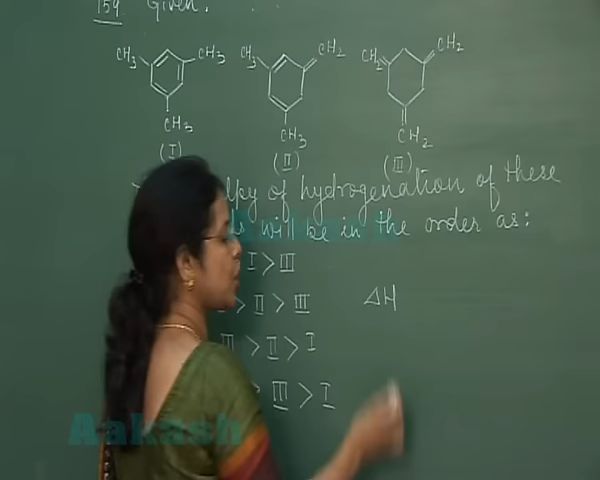 159 Given:
CH3 CH3 CH3 CH2 CH2 CH2
CH3 CH3 CH2
(I) (II) (III)
of hydrogenation of these
will be in the order as:
I > III
> II > III ΔH
> II > I
> III > I
Aakash